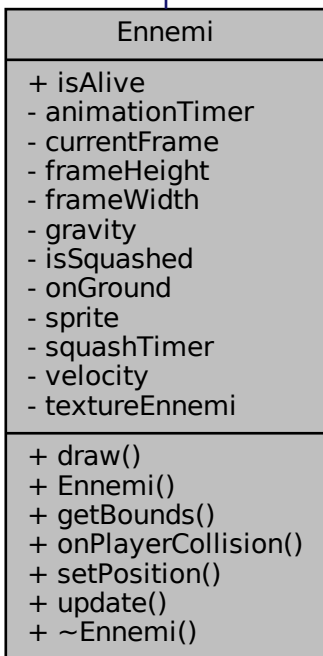 Ennemi
+ isAlive
- animationTimer
- currentFrame
- frameHeight
- frameWidth
- gravity
- isSquashed
- onGround
- sprite
- squashTimer
- velocity
- textureEnnemi
+ draw()
+ Ennemi()
+ getBounds()
+ onPlayerCollision()
+ setPosition()
+ update()
+ ~Ennemi()